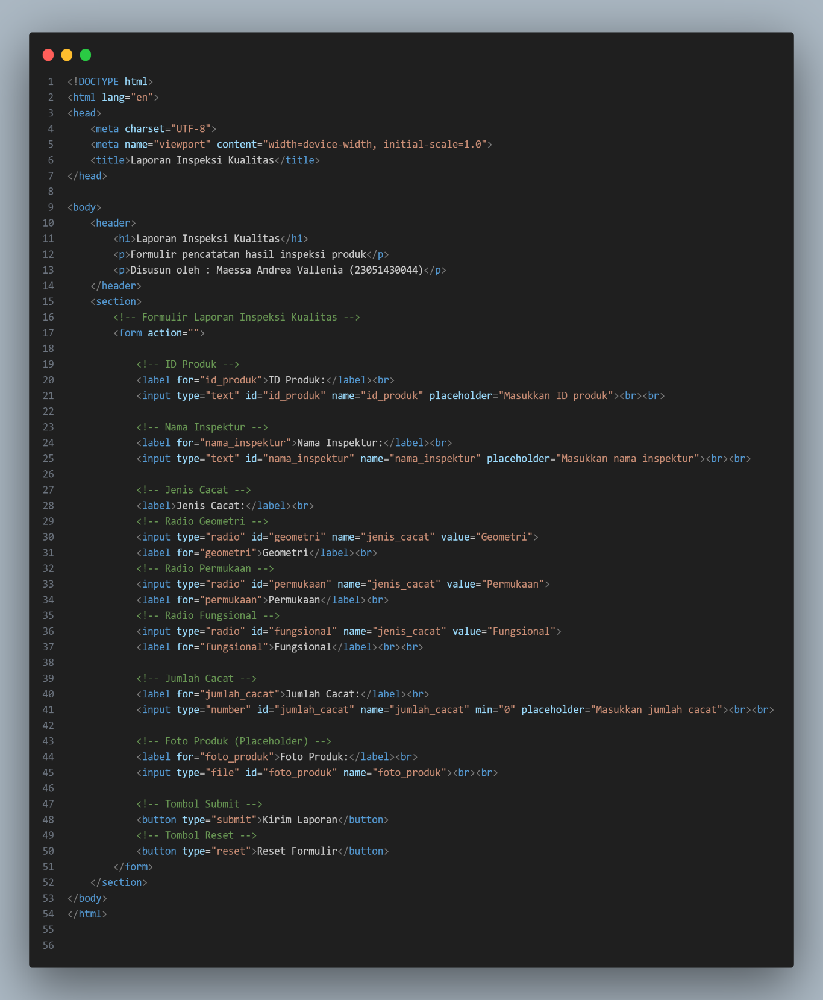 1 <!DOCTYPE html>
2 <html lang="en">
3 <head>
4     <meta charset="UTF-8">
5     <meta name="viewport" content="width=device-width, initial-scale=1.0">
6     <title>Laporan Inspeksi Kualitas</title>
7 </head>
8
9 <body>
10     <header>
11         <h1>Laporan Inspeksi Kualitas</h1>
12         <p>Formulir pencatatan hasil inspeksi produk</p>
13         <p>Disusun oleh : Maessa Andrea Vallenia (23051430044)</p>
14     </header>
15     <section>
16         <!-- Formulir Laporan Inspeksi Kualitas -->
17         <form action="">
18
19             <!-- ID Produk -->
20             <label for="id_produk">ID Produk:</label><br>
21             <input type="text" id="id_produk" name="id_produk" placeholder="Masukkan ID produk"><br><br>
22
23             <!-- Nama Inspektur -->
24             <label for="nama_inspektur">Nama Inspektur:</label><br>
25             <input type="text" id="nama_inspektur" name="nama_inspektur" placeholder="Masukkan nama inspektur"><br><br>
26
27             <!-- Jenis Cacat -->
28             <label>Jenis Cacat:</label><br>
29             <!-- Radio Geometri -->
30             <input type="radio" id="geometri" name="jenis_cacat" value="Geometri">
31             <label for="geometri">Geometri</label><br>
32             <!-- Radio Permukaan -->
33             <input type="radio" id="permukaan" name="jenis_cacat" value="Permukaan">
34             <label for="permukaan">Permukaan</label><br>
35             <!-- Radio Fungsional -->
36             <input type="radio" id="fungsional" name="jenis_cacat" value="Fungsional">
37             <label for="fungsional">Fungsional</label><br><br>
38
39             <!-- Jumlah Cacat -->
40             <label for="jumlah_cacat">Jumlah Cacat:</label><br>
41             <input type="number" id="jumlah_cacat" name="jumlah_cacat" min="0" placeholder="Masukkan jumlah cacat"><br><br>
42
43             <!-- Foto Produk (Placeholder) -->
44             <label for="foto_produk">Foto Produk:</label><br>
45             <input type="file" id="foto_produk" name="foto_produk"><br><br>
46
47             <!-- Tombol Submit -->
48             <button type="submit">Kirim Laporan</button>
49             <!-- Tombol Reset -->
50             <button type="reset">Reset Formulir</button>
51         </form>
52     </section>
53 </body>
54 </html>
55
56